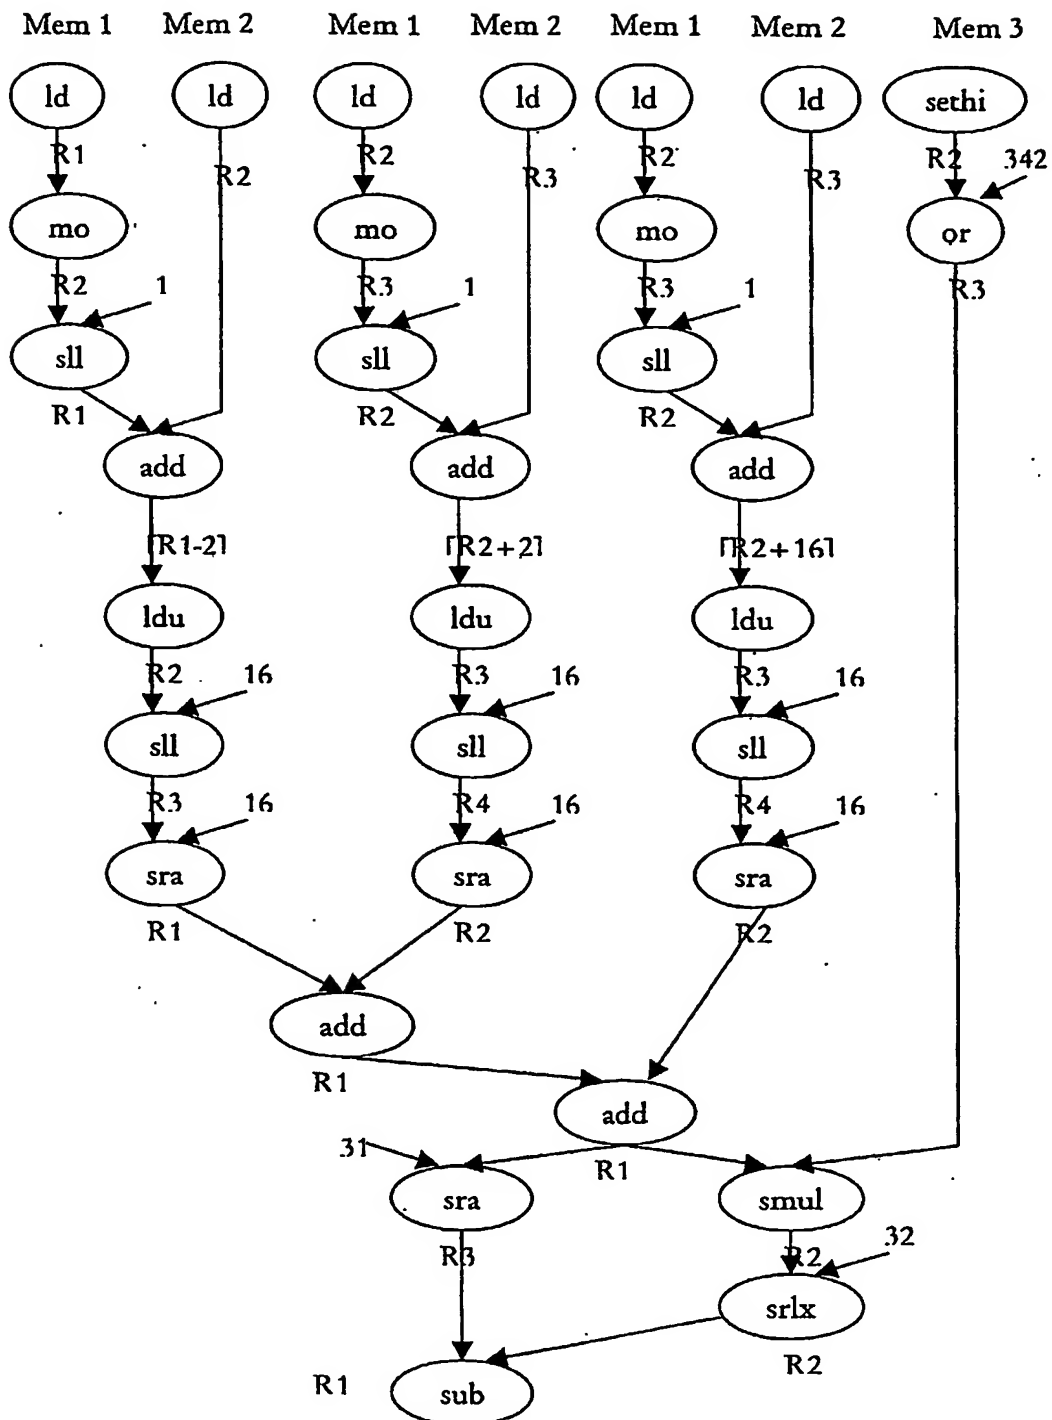 Mem 1 Mem 2 Mem 1 Mem 2 Mem 1 Mem 2 Mem 3
ld ld ld ld ld ld sethi
R1 R2 R2 R2 342
R2 R3 R3
mo mo mo or
R2 1 R3 1 R3 1 R3
sll sll sll
R1 R2 R2
add add add
[R1-2] [R2+2] [R2+16]
ldu ldu ldu
R2 16 R3 16 R3 16
sll sll sll
R3 16 R4 16 R4 16
sra sra sra
R1 R2 R2
add
R1
add
31 R1
sra smul
R3 R2 32
srlx
R1 R2
sub